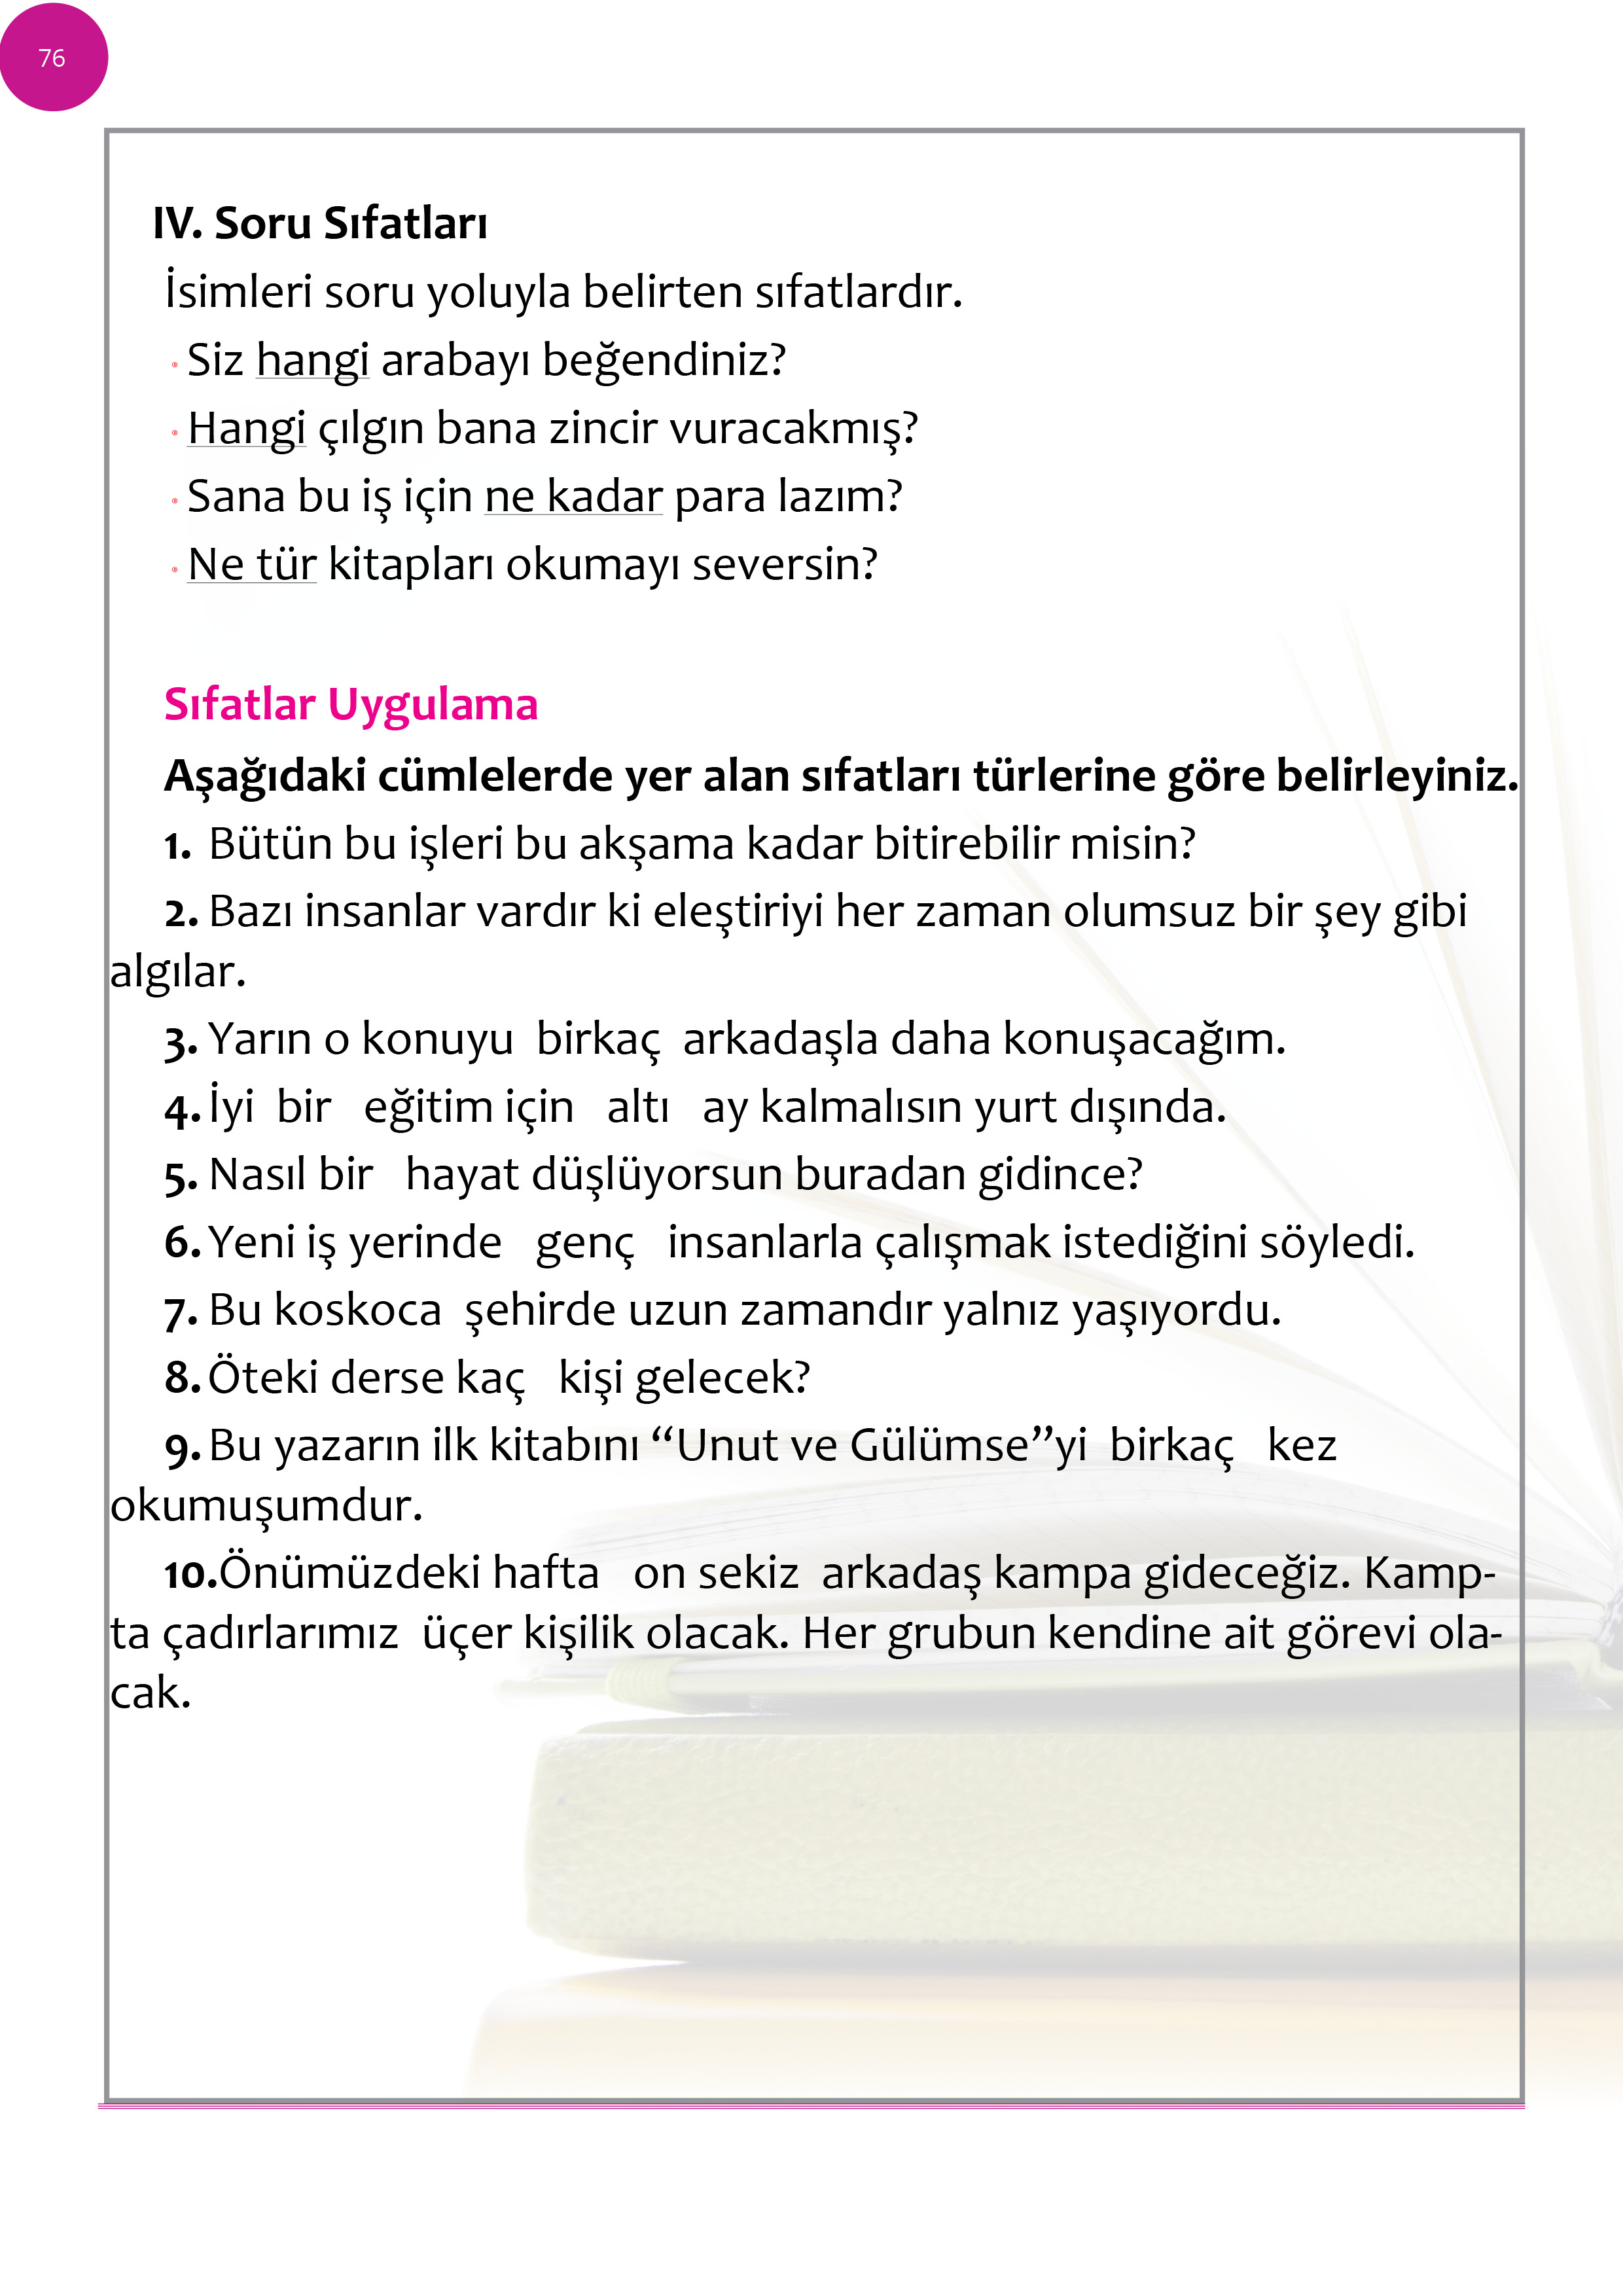 76
IV. Soru Sıfatları
İsimleri soru yoluyla belirten sıfatlardır.
Siz hangi arabayı beğendiniz?
Hangi çılgın bana zincir vuracakmış?
Sana bu iş için ne kadar para lazım?
Ne tür kitapları okumayı seversin?
Sıfatlar Uygulama
Aşağıdaki cümlelerde yer alan sıfatları türlerine göre belirleyiniz.
1. Bütün bu işleri bu akşama kadar bitirebilir misin?
2. Bazı insanlar vardır ki eleştiriyi her zaman olumsuz bir şey gibi
algılar.
3. Yarın o konuyu birkaç arkadaşla daha konuşacağım.
4. İyi bir eğitim için altı ay kalmalısın yurt dışında.
5. Nasıl bir hayat düşlüyorsun buradan gidince?
6. Yeni iş yerinde genç insanlarla çalışmak istediğini söyledi.
7. Bu koskoca şehirde uzun zamandır yalnız yaşıyordu.
8. Öteki derse kaç kişi gelecek?
9. Bu yazarın ilk kitabını “Unut ve Gülümse”yi birkaç kez
okumuşumdur.
10.Önümüzdeki hafta on sekiz arkadaş kampa gideceğiz. Kamp-
ta çadırlarımız üçer kişilik olacak. Her grubun kendine ait görevi ola-
cak.